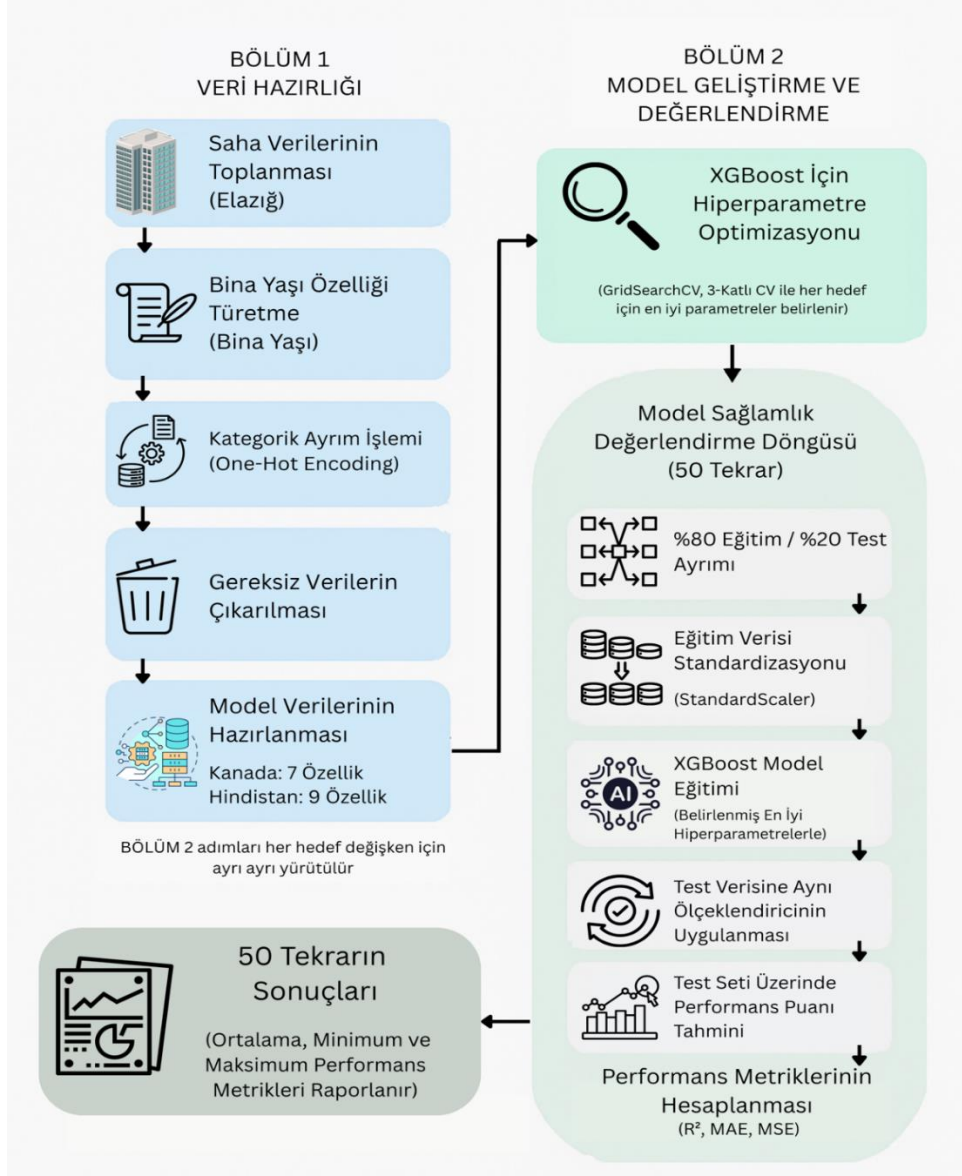 BÖLÜM 1
VERİ HAZIRLIĞI
Saha Verilerinin
Toplanması
(Elazığ)
Bina Yaşı Özelliği
Türetme
(Bina Yaşı)
Kategorik Ayrım İşlemi
(One-Hot Encoding)
Gereksiz Verilerin
Çıkarılması
Model Verilerinin
Hazırlanması
Kanada: 7 Özellik
Hindistan: 9 Özellik
BÖLÜM 2 adımları her hedef değişken için
ayrı ayrı yürütülür
BÖLÜM 2
MODEL GELİŞTİRME VE
DEĞERLENDİRME
XGBoost İçin
Hiperparametre
Optimizasyonu
(GridSearchCV, 3-Katlı CV ile her hedef
için en iyi parametreler belirlenir)
Model Sağlamlık
Değerlendirme Döngüsü
(50 Tekrar)
%80 Eğitim / %20 Test
Ayrımı
Eğitim Verisi
Standardizasyonu
(StandardScaler)
XGBoost Model
Eğitimi
(Belirlenmiş En İyi
Hiperparametrelerle)
AI
Test Verisine Aynı
Ölçeklendiricinin
Uygulanması
Test Seti Üzerinde
Performans Puanı
Tahmini
Performans Metriklerinin
Hesaplanması
(R², MAE, MSE)
50 Tekrarın
Sonuçları
(Ortalama, Minimum ve
Maksimum Performans
Metrikleri Raporlanır)